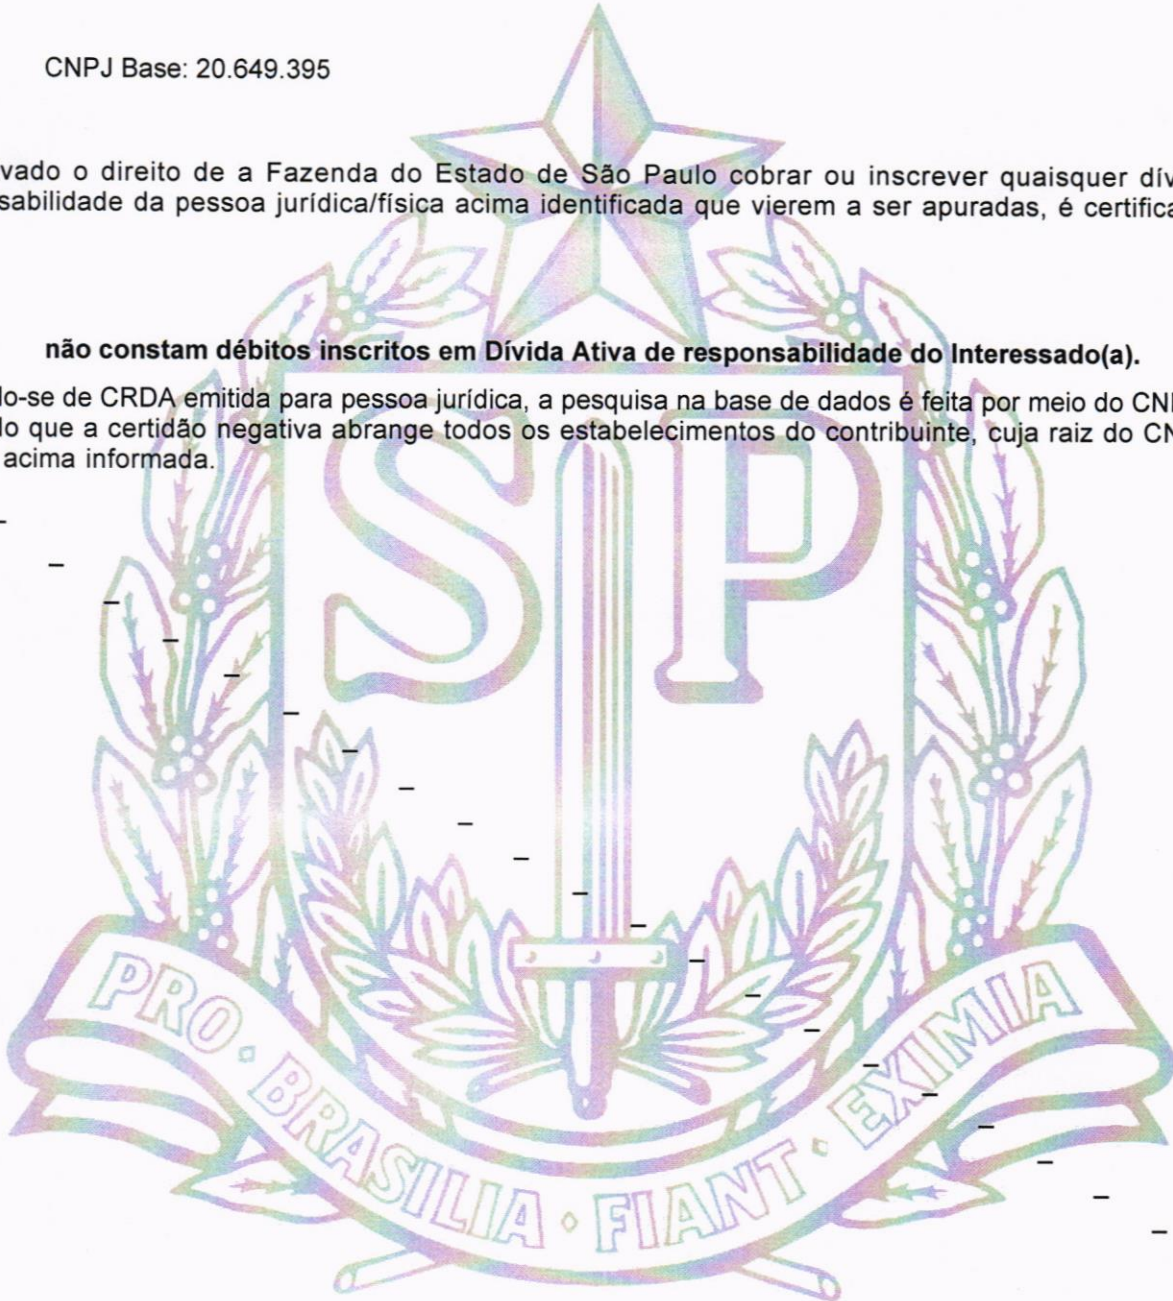 CNPJ Base: 20.649.395
vado o direito de a Fazenda do Estado de São Paulo cobrar ou inscrever quaisquer dív
sabilidade da pessoa jurídica/física acima identificada que vierem a ser apuradas, é certifica
não constam débitos inscritos em Dívida Ativa de responsabilidade do Interessado(a).
lo-se de CRDA emitida para pessoa jurídica, a pesquisa na base de dados é feita por meio do CN
lo que a certidão negativa abrange todos os estabelecimentos do contribuinte, cuja raiz do CN
acima informada.
SP
PRO BRASILIA FIANT EXIMIA